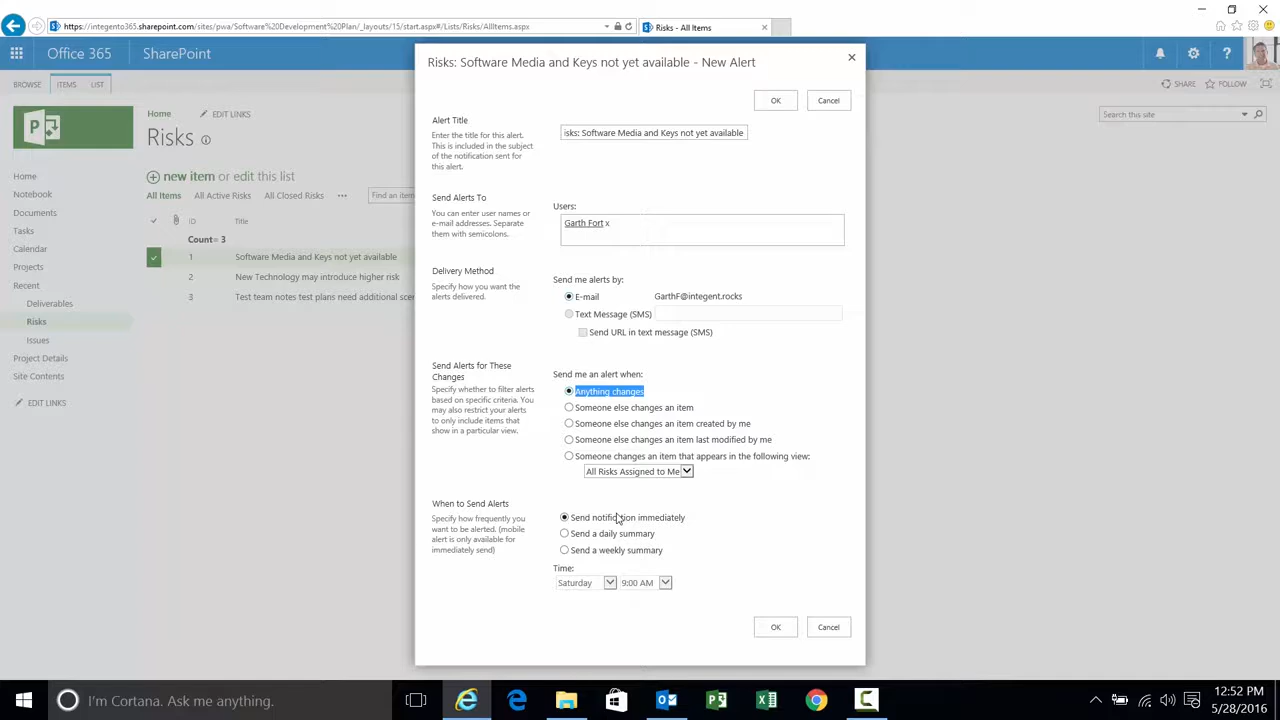 https://integento365.sharepoint.com/sites/pwa/Software%20Development%20Plan/_layouts/15/start.aspx#/Lists/Risks/AllItems.aspx
Risks - All Items
Office 365
SharePoint
BROWSE
ITEMS
LIST
SHARE
FOLLOW
Home
EDIT LINKS
Risks
Search this site
Home
Notebook
Documents
Tasks
Calendar
Projects
Recent
Deliverables
Risks
Issues
Project Details
Site Contents
EDIT LINKS
new item or edit this list
All Items
All Active Risks
All Closed Risks
Find an item
ID
Title
Count= 3
1 Software Media and Keys not yet available
2 New Technology may introduce higher risk
3 Test team notes test plans need additional scen
Risks: Software Media and Keys not yet available - New Alert
OK
Cancel
Alert Title
Enter the title for this alert.
This is included in the subject
of the notification sent for
this alert.
isks: Software Media and Keys not yet available
Send Alerts To
You can enter user names or
e-mail addresses. Separate
them with semicolons.
Users:
Garth Fort x
Delivery Method
Specify how you want the
alerts delivered.
Send me alerts by:
E-mail
GarthF@integent.rocks
Text Message (SMS)
Send URL in text message (SMS)
Send Alerts for These
Changes
Specify whether to filter alerts
based on specific criteria. You
may also restrict your alerts
to only include items that
show in a particular view.
Send me an alert when:
Anything changes
Someone else changes an item
Someone else changes an item created by me
Someone else changes an item last modified by me
Someone changes an item that appears in the following view:
All Risks Assigned to Me
When to Send Alerts
Specify how frequently you
want to be alerted. (mobile
alert is only available for
immediately send)
Send notification immediately
Send a daily summary
Send a weekly summary
Time:
Saturday
9:00 AM
OK
Cancel
I'm Cortana. Ask me anything.
12:52 PM
5/28/2016